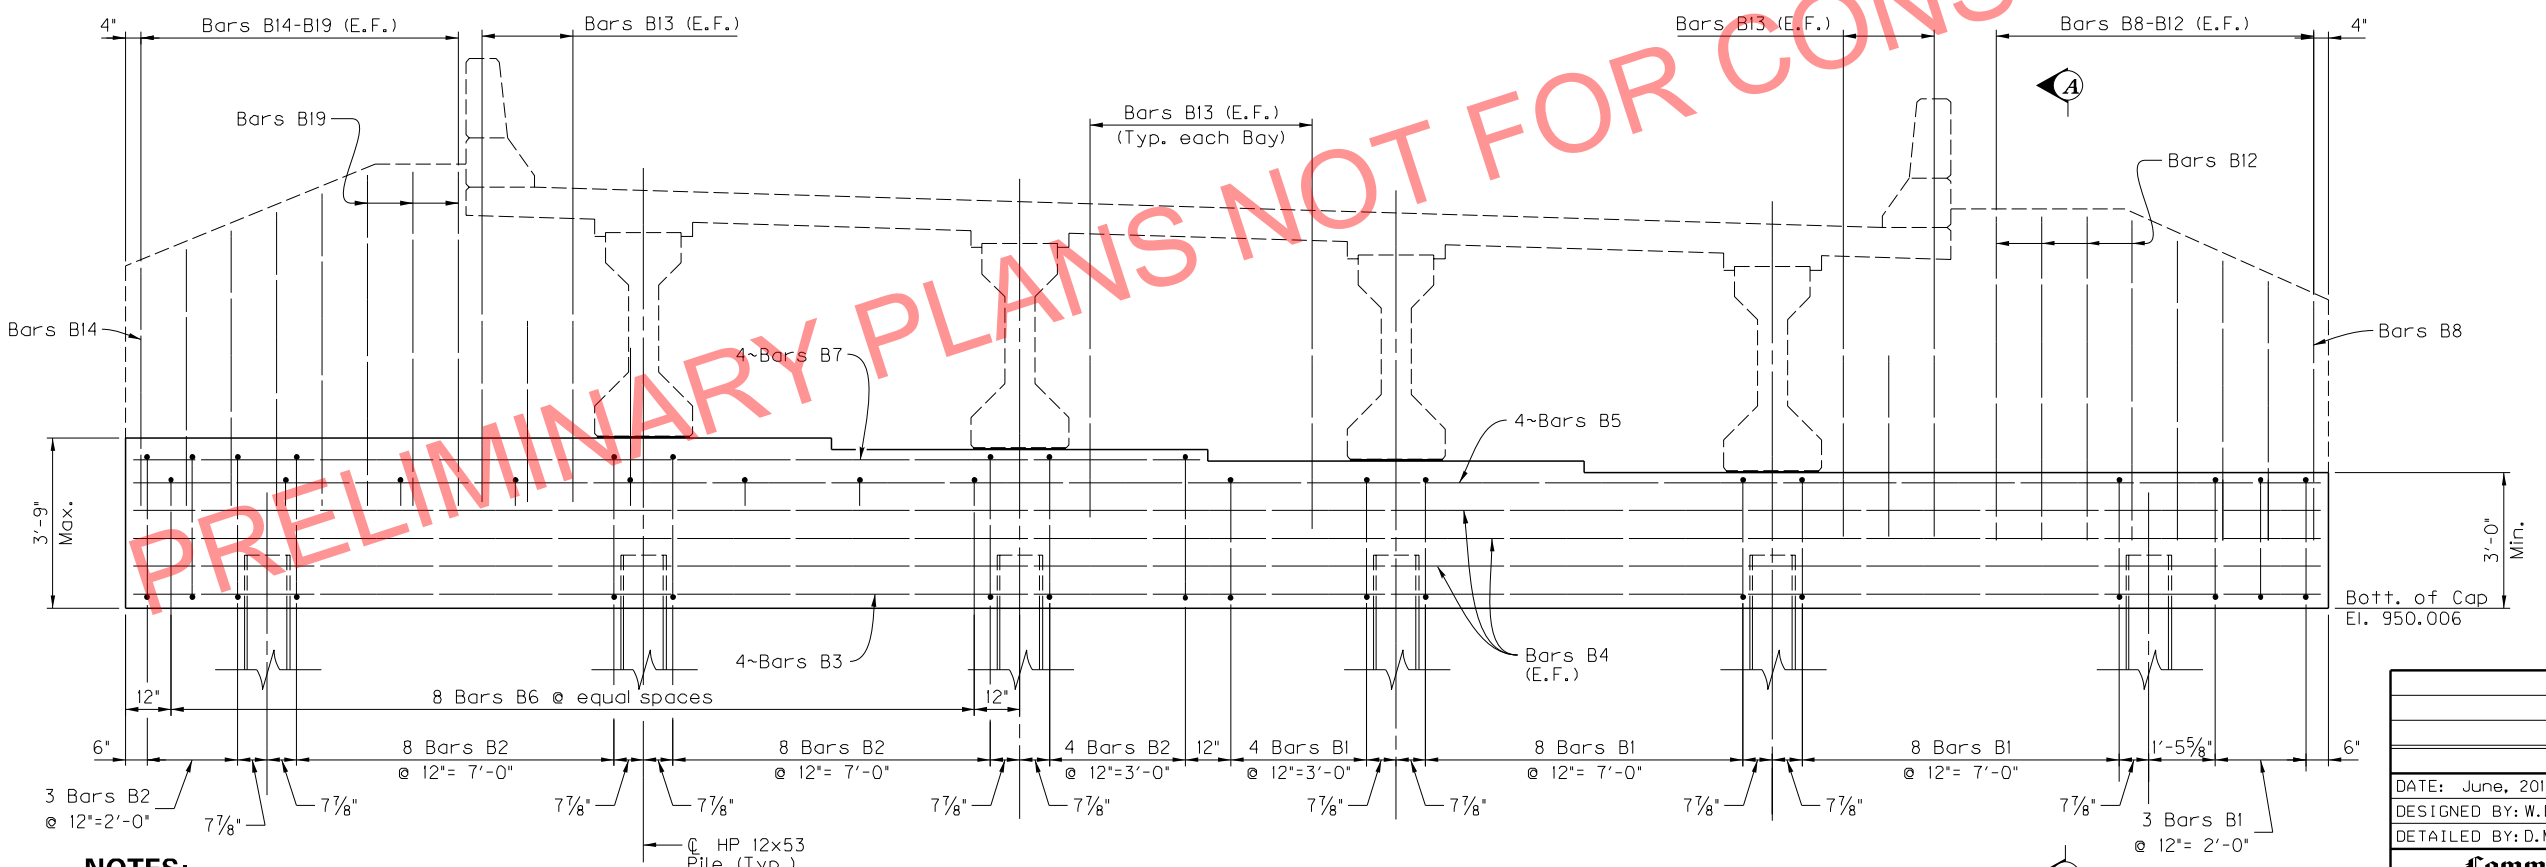 4"
Bars B14-B19 (E.F.)
Bars B13 (E.F.)
Bars B13 (E.F.)
Bars B8-B12 (E.F.)
4"
A
Bars B19
Bars B13 (E.F.)
(Typ. each Bay)
Bars B12
PRELIMINARY PLANS NOT FOR CONS
Bars B14
4~Bars B7
Bars B8
4~Bars B5
3'-9"
Max.
3'-0"
Min.
Bott. of Cap
El. 950.006
4~Bars B3
Bars B4
(E.F.)
12"
8 Bars B6 @ equal spaces
12"
6"
8 Bars B2
@ 12"= 7'-0"
8 Bars B2
@ 12"= 7'-0"
4 Bars B2
@ 12"=3'-0"
12"
4 Bars B1
@ 12"=3'-0"
8 Bars B1
@ 12"= 7'-0"
8 Bars B1
@ 12"= 7'-0"
1'-5⅝"
6"
3 Bars B2
@ 12"=2'-0"
7⅞"
7⅞"
7⅞"
7⅞"
7⅞"
7⅞"
7⅞"
7⅞"
7⅞"
7⅞"
7⅞"
3 Bars B1
@ 12"= 2'-0"
℄ HP 12x53
Pile (Typ.)
NOTES:
DATE: June, 201
DESIGNED BY: W.
DETAILED BY: D.
Comm